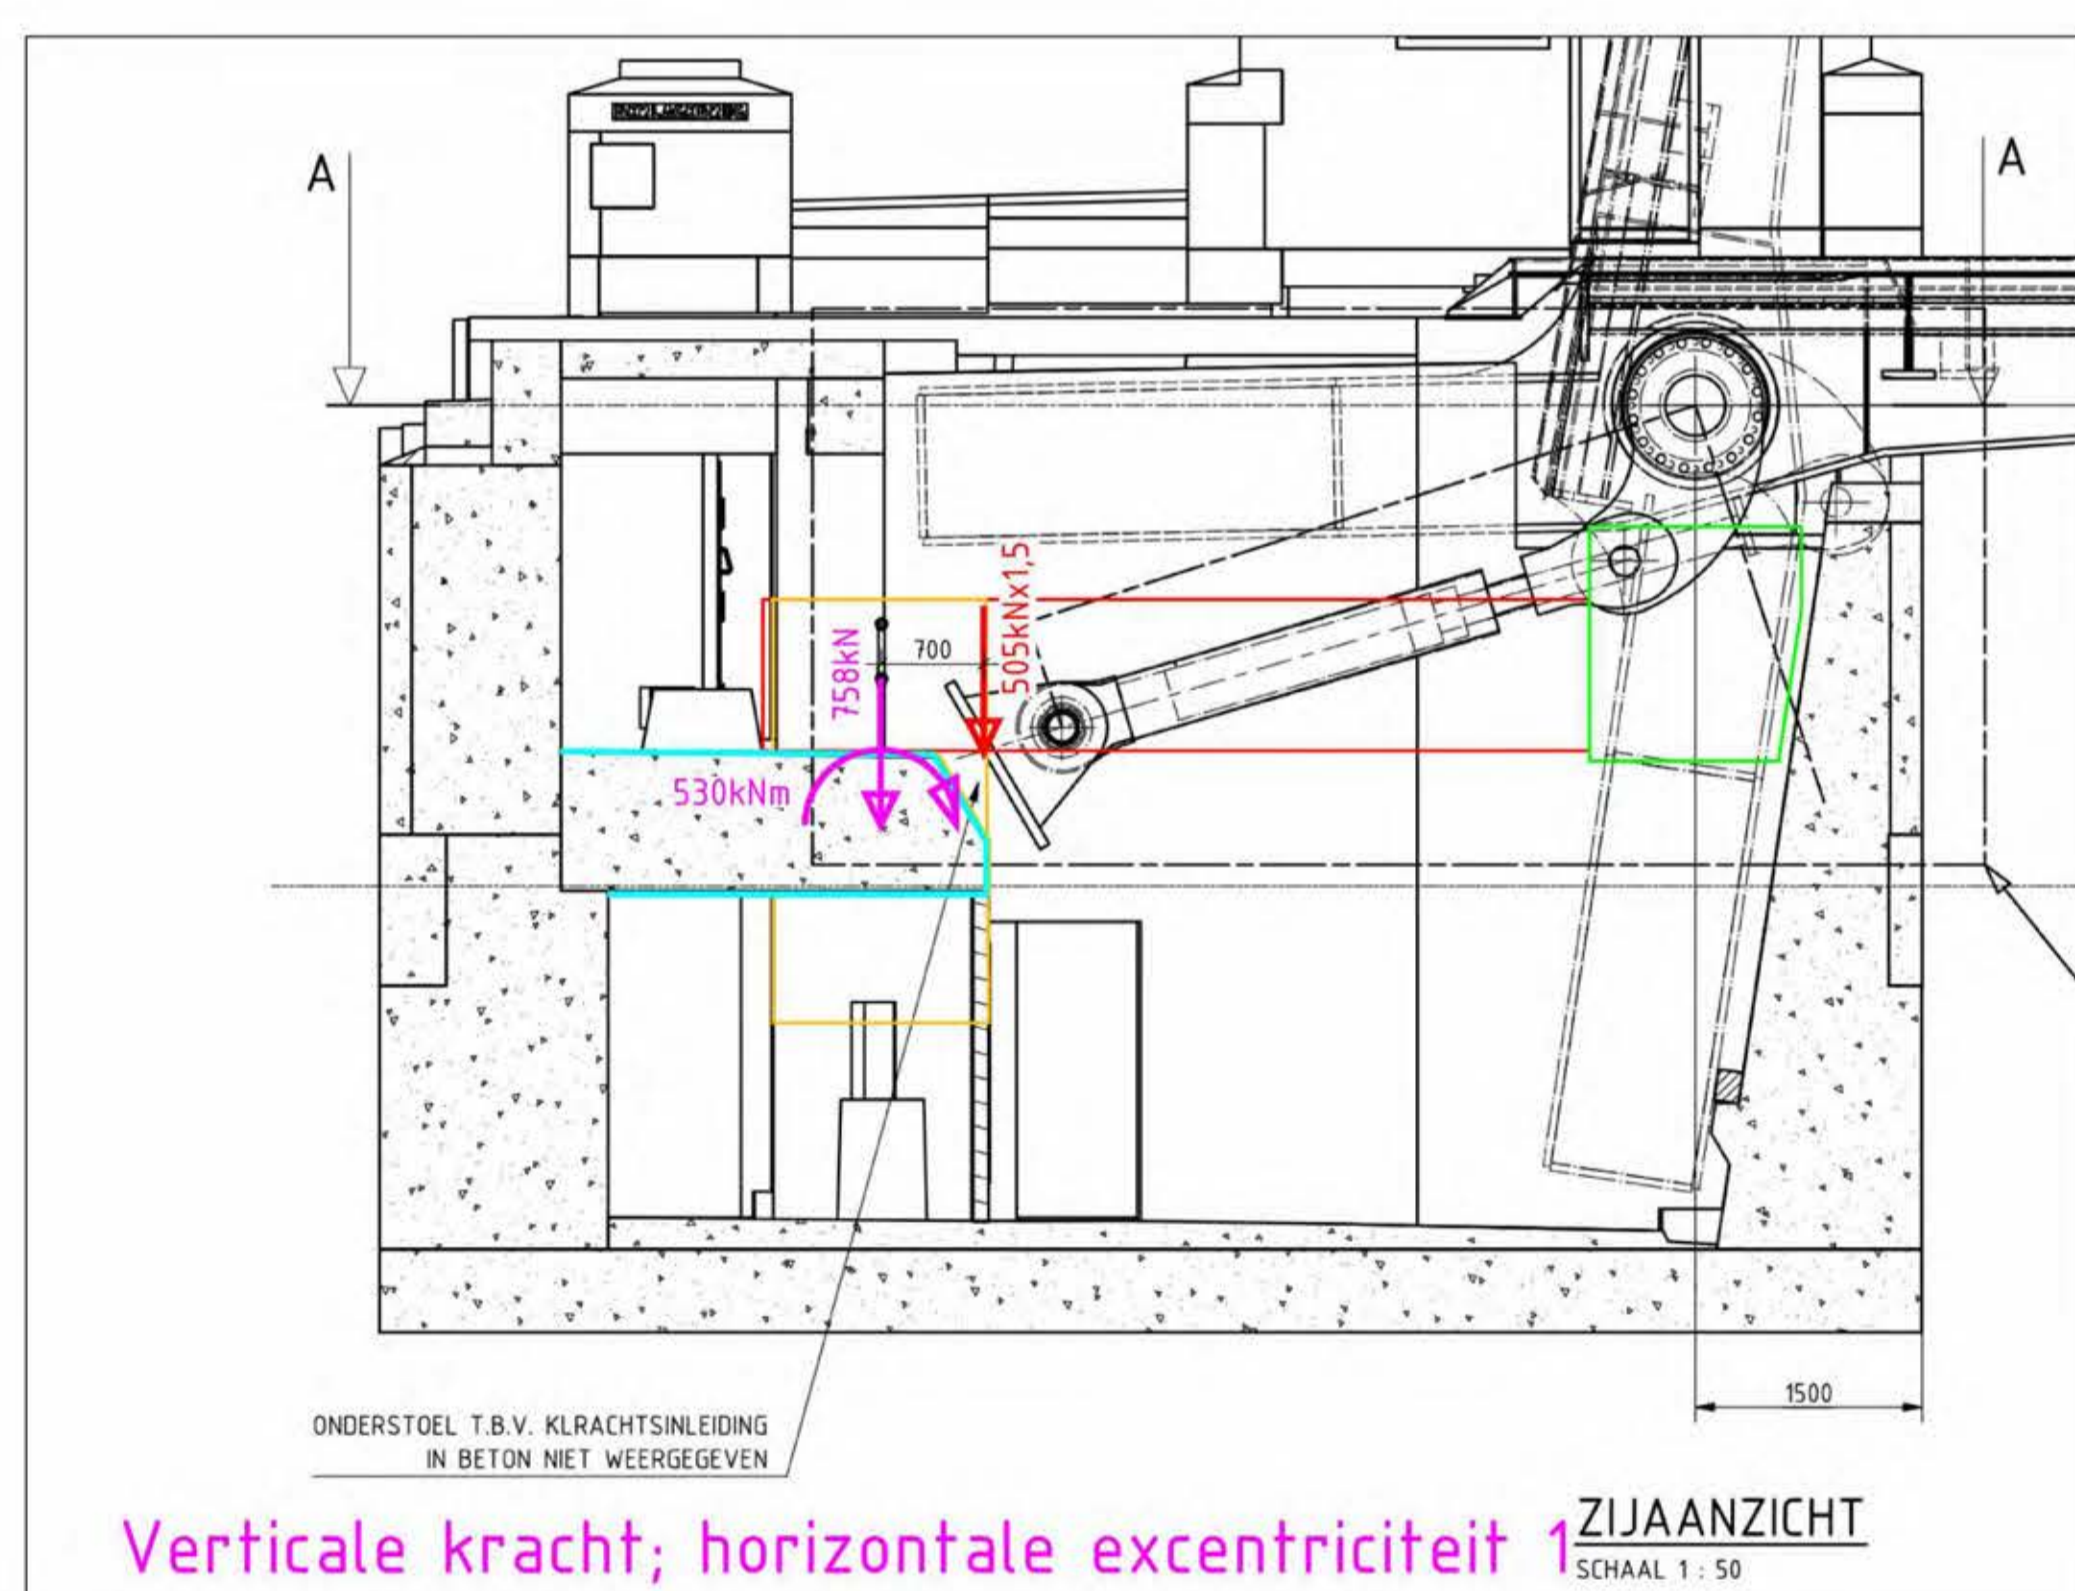 A
A
505kNx1,5
758kN
700
530kNm
1500
ONDERSTOEL T.B.V. KLRACHTSINLEIDING
IN BETON NIET WEERGEGEVEN
Verticale kracht; horizontale excentriciteit 1
ZIJAANZICHT
SCHAAL 1 : 50